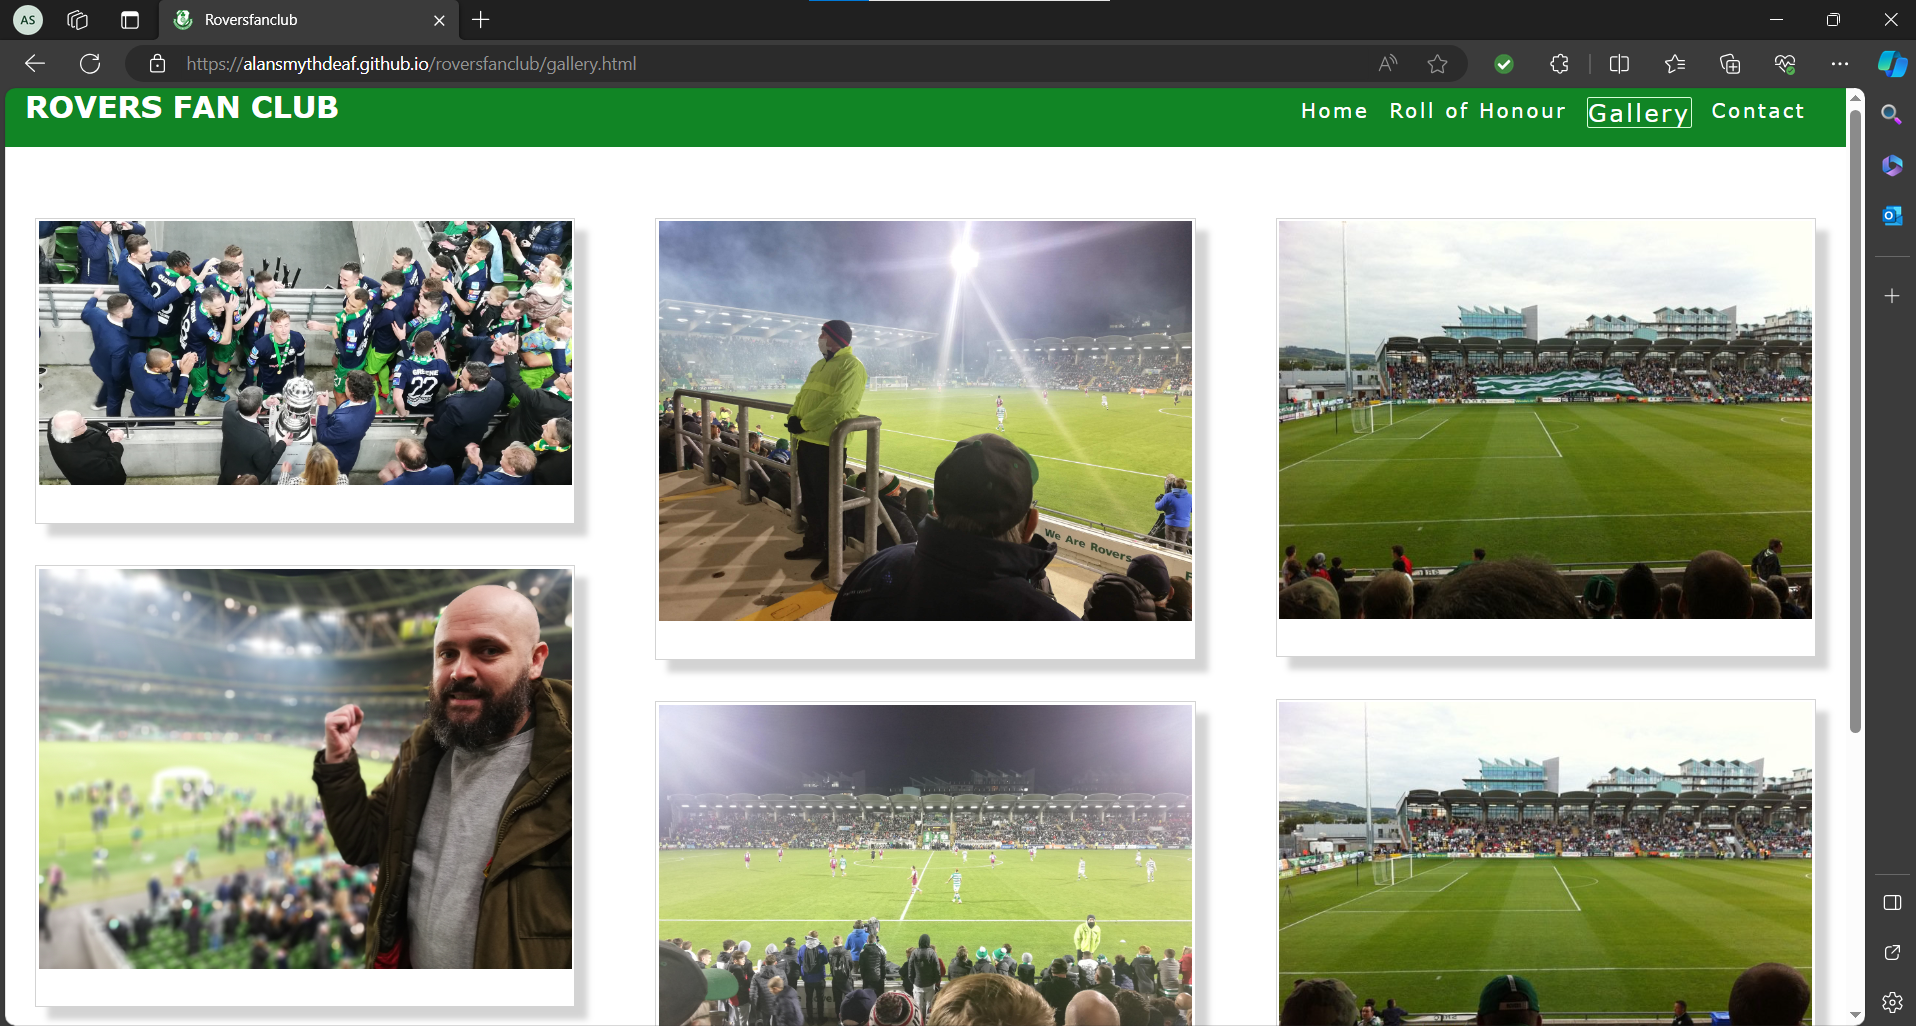 AS
Roversfanclub
https://alansmythdeaf.github.io/roversfanclub/gallery.html
ROVERS FAN CLUB
Home Roll of Honour Gallery Contact
GREENE
22
We Are Rovers